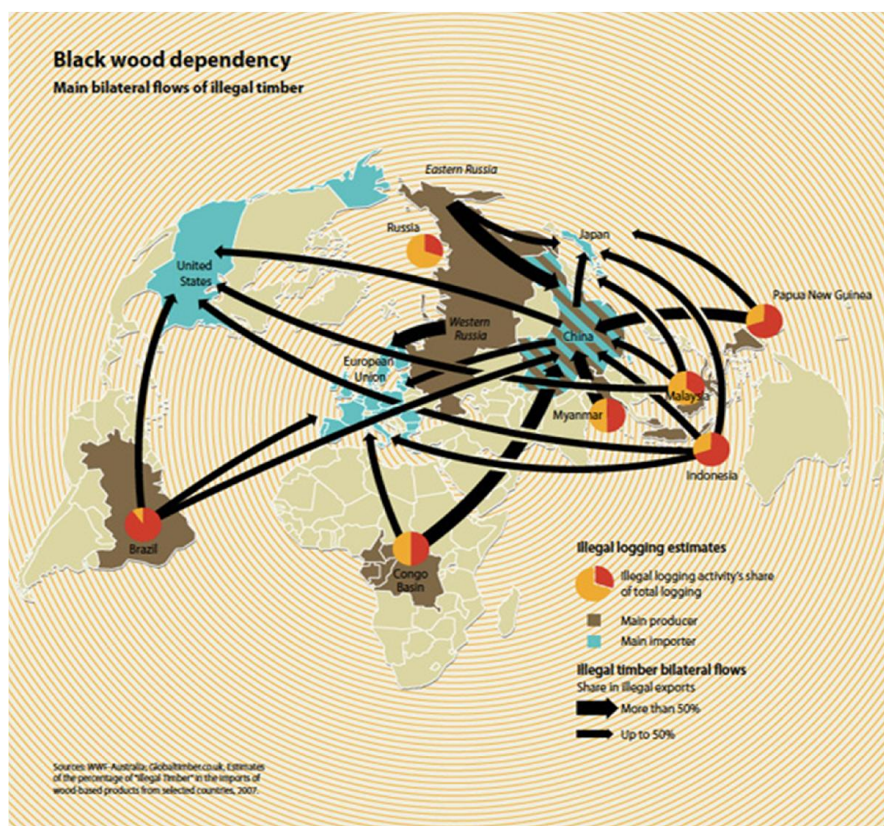 Black wood dependency
Main bilateral flows of illegal timber
Eastern Russia
Russia
Japan
United
States
Papua New Guinea
Western
Russia
China
European
Union
Malaysia
Myanmar
Indonesia
Brazil
Congo
Basin
Illegal logging estimates
Illegal logging activity's share
of total logging
Main producer
Main importer
Illegal timber bilateral flows
Share in illegal exports
More than 50%
Up to 50%
Sources: WWF-Australia; Globaltimber.co.uk, Estimates
of the percentage of "Illegal Timber" in the imports of
wood-based products from selected countries, 2007.